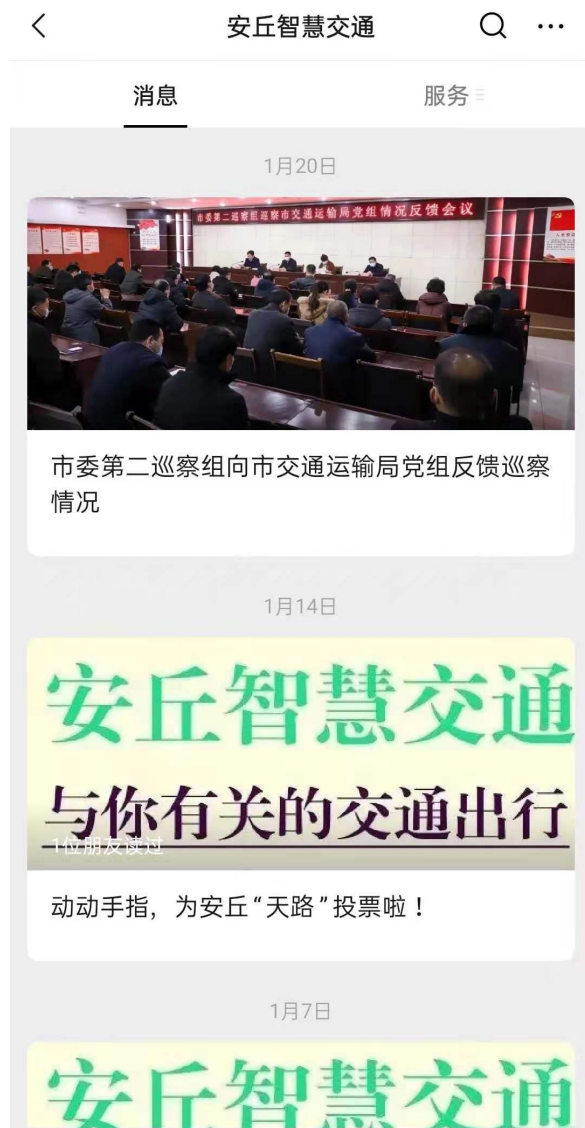 安丘智慧交通
消息
服务
1月20日
市委第二巡察组巡察市交通运输局党组情况反馈会议
市委第二巡察组向市交通运输局党组反馈巡察
情况
1月14日
安丘智慧交通
与你有关的交通出行
1位朋友读过
动动手指，为安丘“天路”投票啦！
1月7日
安丘智慧交通